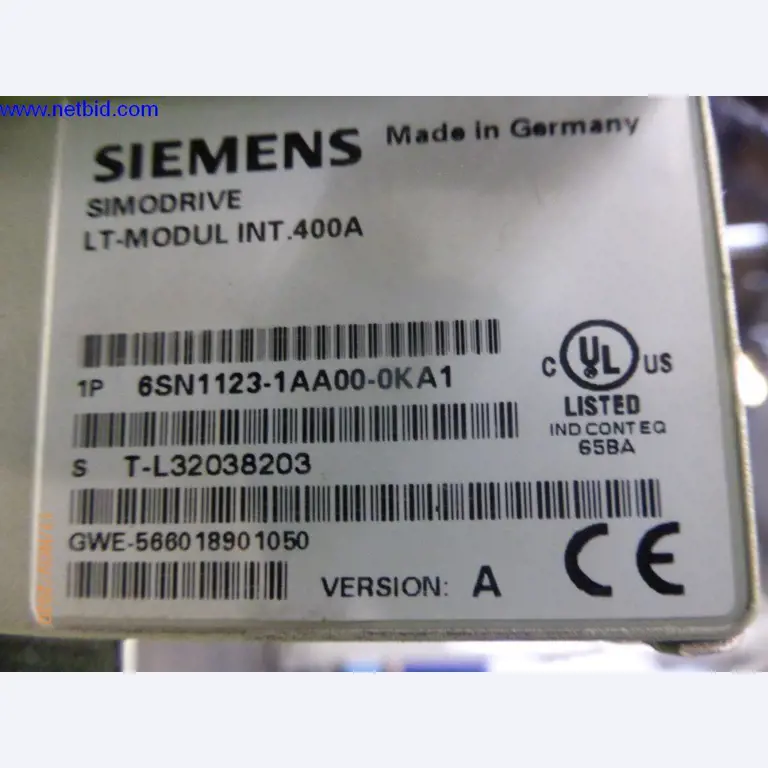 www.netbid.com
SIEMENS Made in Germany
SIMODRIVE
LT-MODUL INT.400A
1P 6SN1123-1AA00-0KA1
C UL US
LISTED
IND CONT EQ
65BA
S T-L32038203
GWE-566018901050
VERSION: A
CE